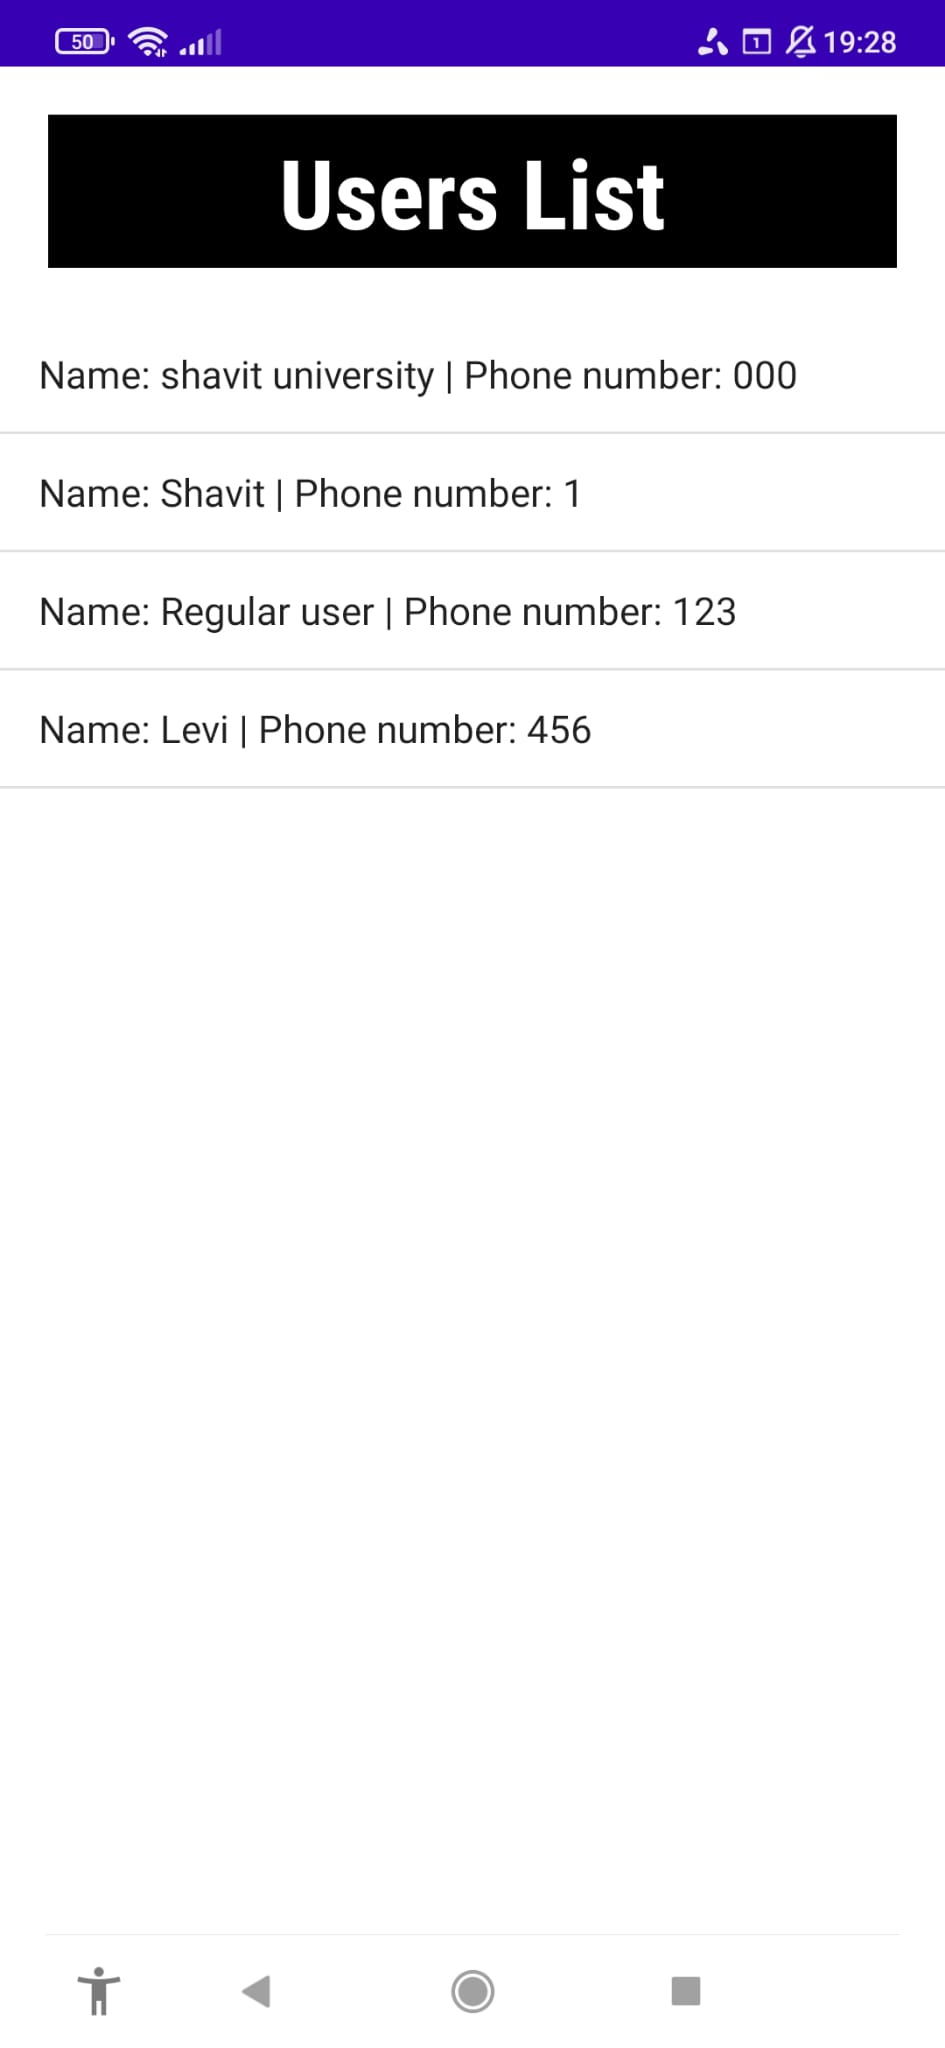 50 1 19:28
Users List
Name: shavit university | Phone number: 000
Name: Shavit | Phone number: 1
Name: Regular user | Phone number: 123
Name: Levi | Phone number: 456